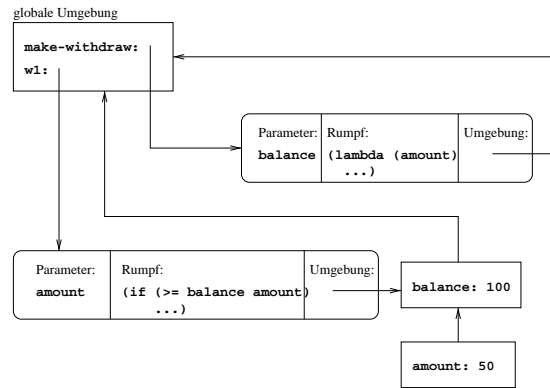 globale Umgebung
make-withdraw:
w1:
Parameter: Rumpf: Umgebung:
balance (lambda (amount)
...)
Parameter: Rumpf: Umgebung:
amount (if (>= balance amount)
...)
balance: 100
amount: 50